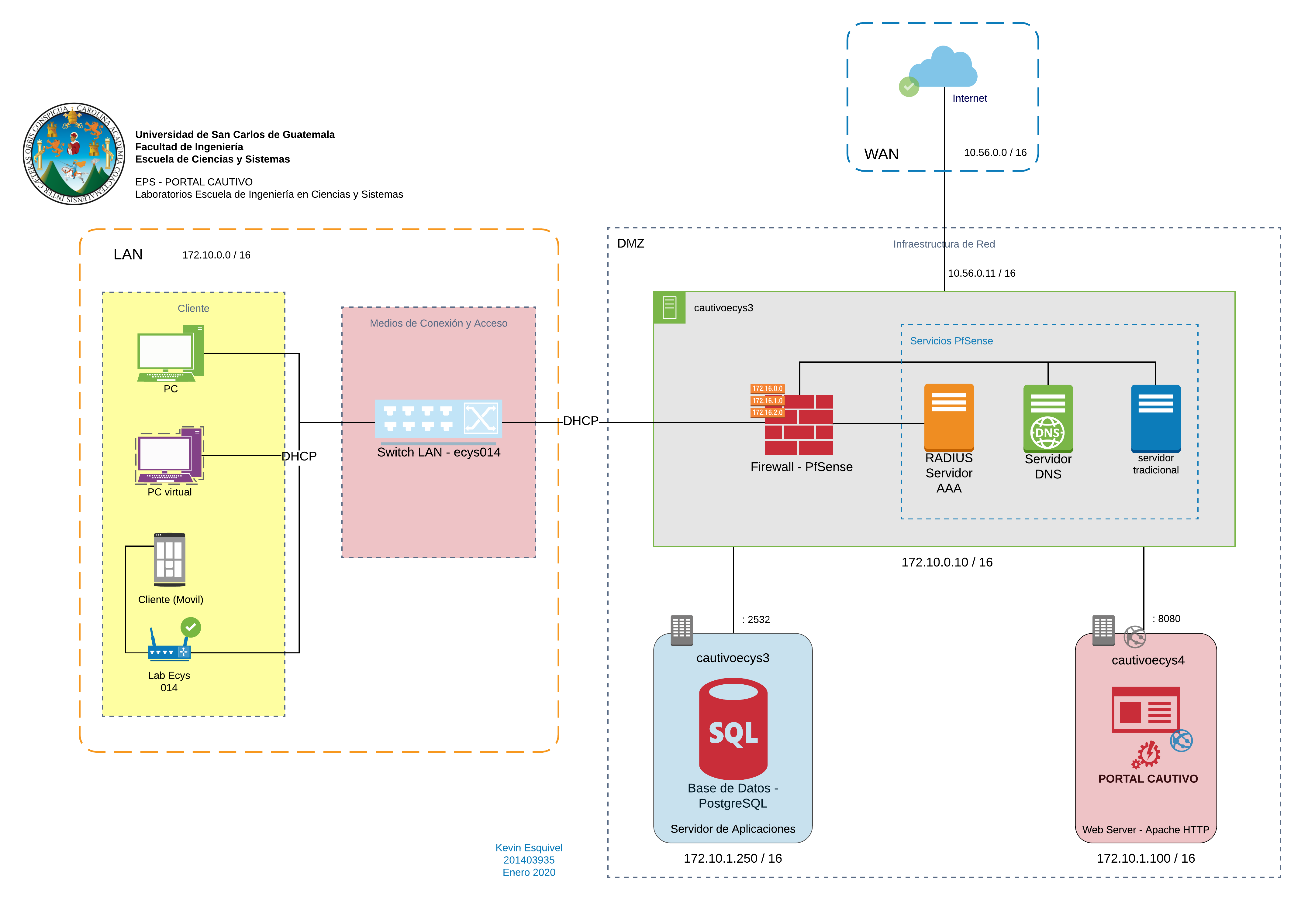 Internet
WAN
10.56.0.0 / 16
Universidad de San Carlos de Guatemala
Facultad de Ingeniería
Escuela de Ciencias y Sistemas
EPS - PORTAL CAUTIVO
Laboratorios Escuela de Ingeniería en Ciencias y Sistemas
LAN
172.10.0.0 / 16
Cliente
PC
PC virtual
Cliente (Movil)
Lab Ecys
014
DHCP
Medios de Conexión y Acceso
Switch LAN - ecys014
DHCP
DMZ
Infraestructura de Red
10.56.0.11 / 16
cautivoecys3
Servicios PfSense
172.16.0.0
172.16.1.0
172.16.2.0
Firewall - PfSense
RADIUS
Servidor
AAA
DNS
Servidor
DNS
servidor
tradicional
172.10.0.10 / 16
: 2532
cautivoecys3
SQL
Base de Datos -
PostgreSQL
Servidor de Aplicaciones
172.10.1.250 / 16
: 8080
cautivoecys4
PORTAL CAUTIVO
Web Server - Apache HTTP
172.10.1.100 / 16
Kevin Esquivel
201403935
Enero 2020